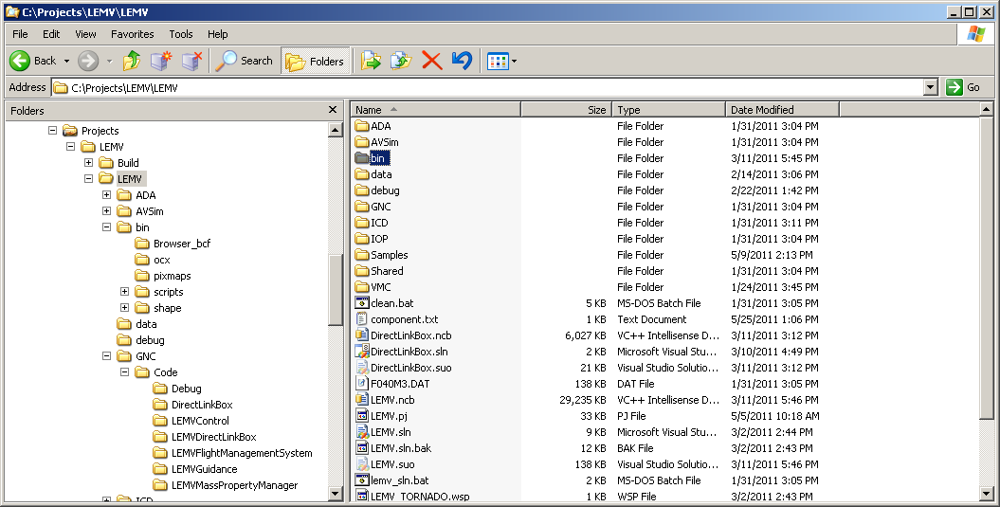 C:\Projects\LEMV\LEMV
File Edit View Favorites Tools Help
Back Search Folders
Address C:\Projects\LEMV\LEMV Go
Folders
Projects
LEMV
Build
LEMV
ADA
AVSim
bin
Browser_bcf
ocx
pixmaps
scripts
shape
data
debug
GNC
Code
Debug
DirectLinkBox
LEMVControl
LEMVDirectLinkBox
LEMVFlightManagementSystem
LEMVGuidance
LEMVMassPropertyManager
ICD
Name Size Type Date Modified
ADA File Folder 1/31/2011 3:04 PM
AVSim File Folder 1/31/2011 3:04 PM
bin File Folder 3/11/2011 5:45 PM
data File Folder 2/14/2011 3:06 PM
debug File Folder 2/22/2011 1:42 PM
GNC File Folder 1/31/2011 3:04 PM
ICD File Folder 1/31/2011 3:11 PM
IOP File Folder 1/31/2011 3:04 PM
Samples File Folder 5/9/2011 2:13 PM
Shared File Folder 1/31/2011 3:04 PM
VMC File Folder 1/24/2011 3:45 PM
clean.bat 5 KB MS-DOS Batch File 1/31/2011 3:05 PM
component.txt 1 KB Text Document 5/25/2011 1:06 PM
DirectLinkBox.ncb 6,027 KB VC++ Intellisense D... 3/11/2011 3:12 PM
DirectLinkBox.sln 2 KB Microsoft Visual Stu... 3/10/2011 4:49 PM
DirectLinkBox.suo 21 KB Visual Studio Solutio... 3/11/2011 3:12 PM
F040M3.DAT 138 KB DAT File 1/31/2011 3:05 PM
LEMV.ncb 29,235 KB VC++ Intellisense D... 3/11/2011 5:46 PM
LEMV.pj 33 KB PJ File 5/5/2011 10:18 AM
LEMV.sln 9 KB Microsoft Visual Stu... 3/2/2011 2:44 PM
LEMV.sln.bak 12 KB BAK File 3/2/2011 2:43 PM
LEMV.suo 138 KB Visual Studio Solutio... 3/11/2011 5:46 PM
lemv_sln.bat 2 KB MS-DOS Batch File 1/31/2011 3:05 PM
LEMV_TORNADO.wsp 1 KB WSP File 3/2/2011 2:43 PM